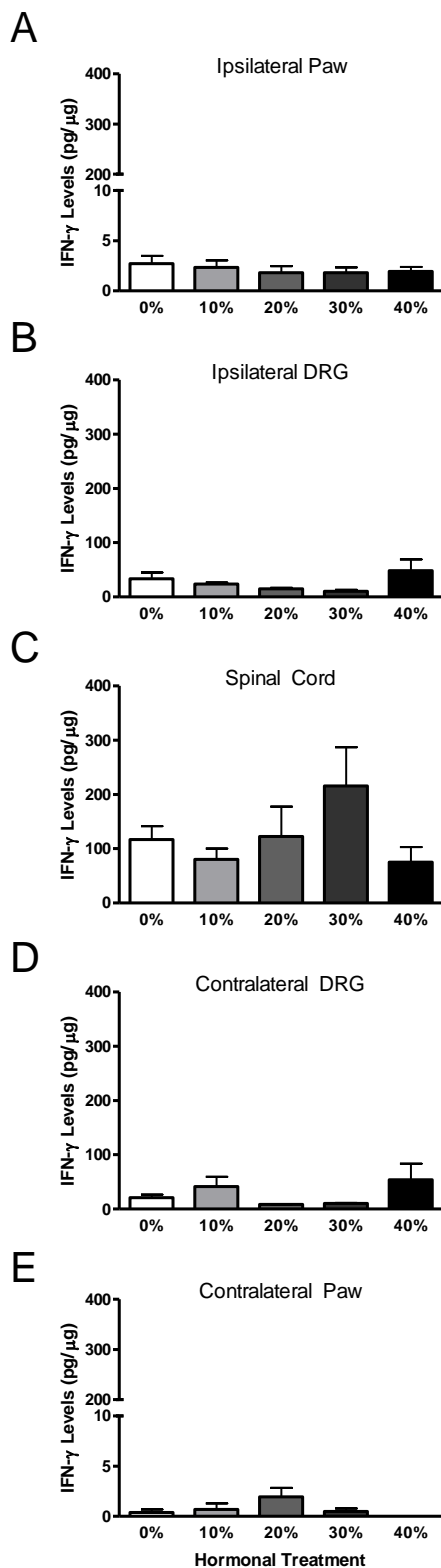 A
Ipsilateral Paw
IFN-γ Levels (pg/μg)
400
300
200
10
5
0
0% 10% 20% 30% 40%
B
Ipsilateral DRG
IFN-γ Levels (pg/μg)
400
300
200
100
0
0% 10% 20% 30% 40%
C
Spinal Cord
IFN-γ Levels (pg/μg)
400
300
200
100
0
0% 10% 20% 30% 40%
D
Contralateral DRG
IFN-γ Levels (pg/μg)
400
300
200
100
0
0% 10% 20% 30% 40%
E
Contralateral Paw
IFN-γ Levels (pg/μg)
400
300
200
10
5
0
0% 10% 20% 30% 40%
Hormonal Treatment